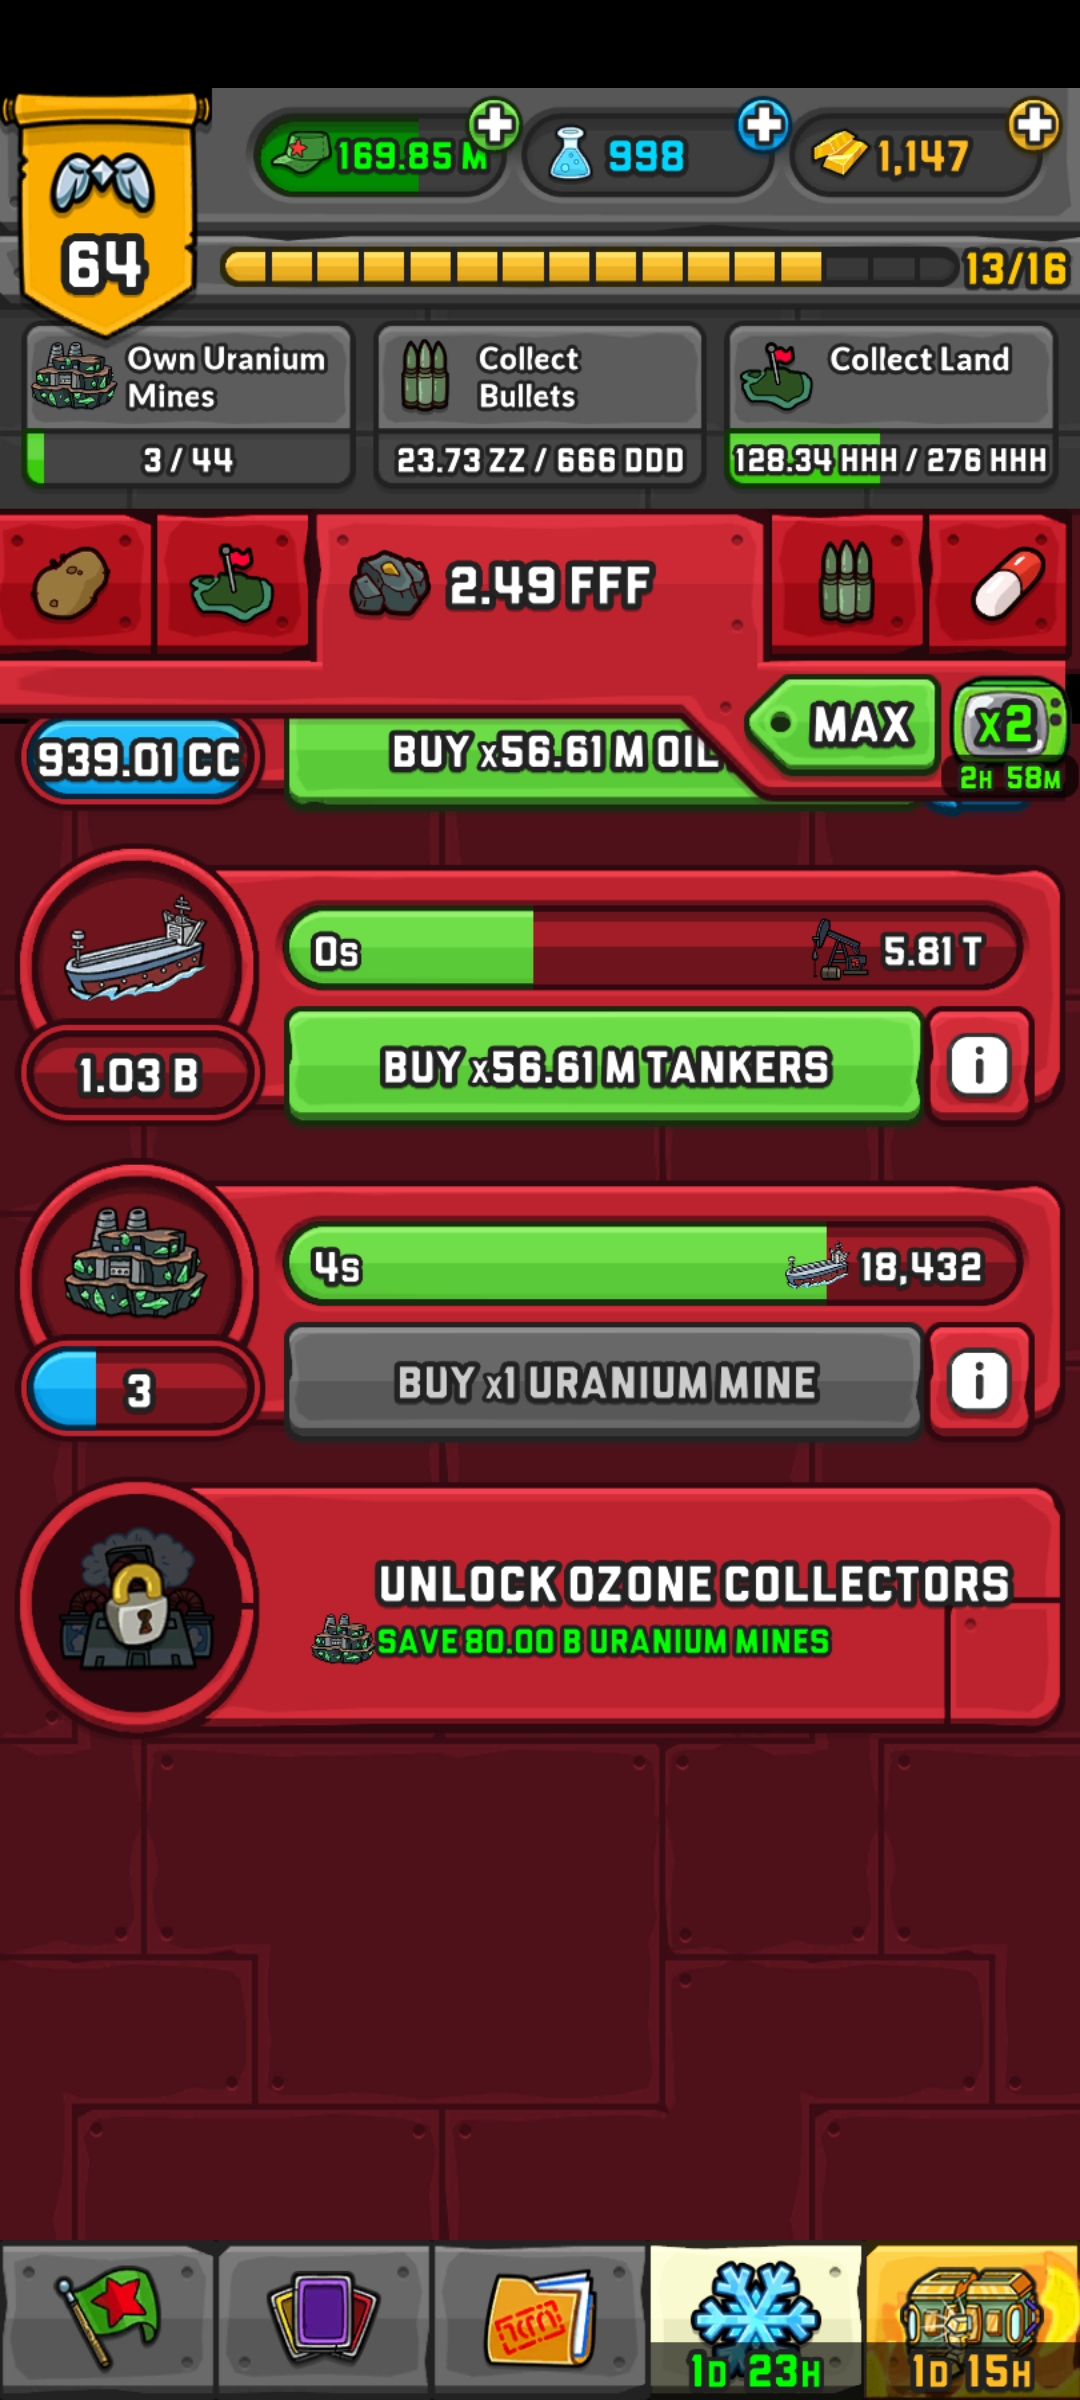 169.85 M
998
1,147
64
13/16
Own Uranium
Mines
3 / 44
Collect
Bullets
23.73 ZZ / 666 DDD
Collect Land
128.34 HHH / 276 HHH
2.49 FFF
MAX
x2
2H 58M
939.01 CC
BUY x56.61 M OIL
0s
5.81 T
1.03 B
BUY x56.61 M TANKERS
i
4s
18,432
3
BUY x1 URANIUM MINE
i
UNLOCK OZONE COLLECTORS
SAVE 80.00 B URANIUM MINES
1D 23H
1D 15H